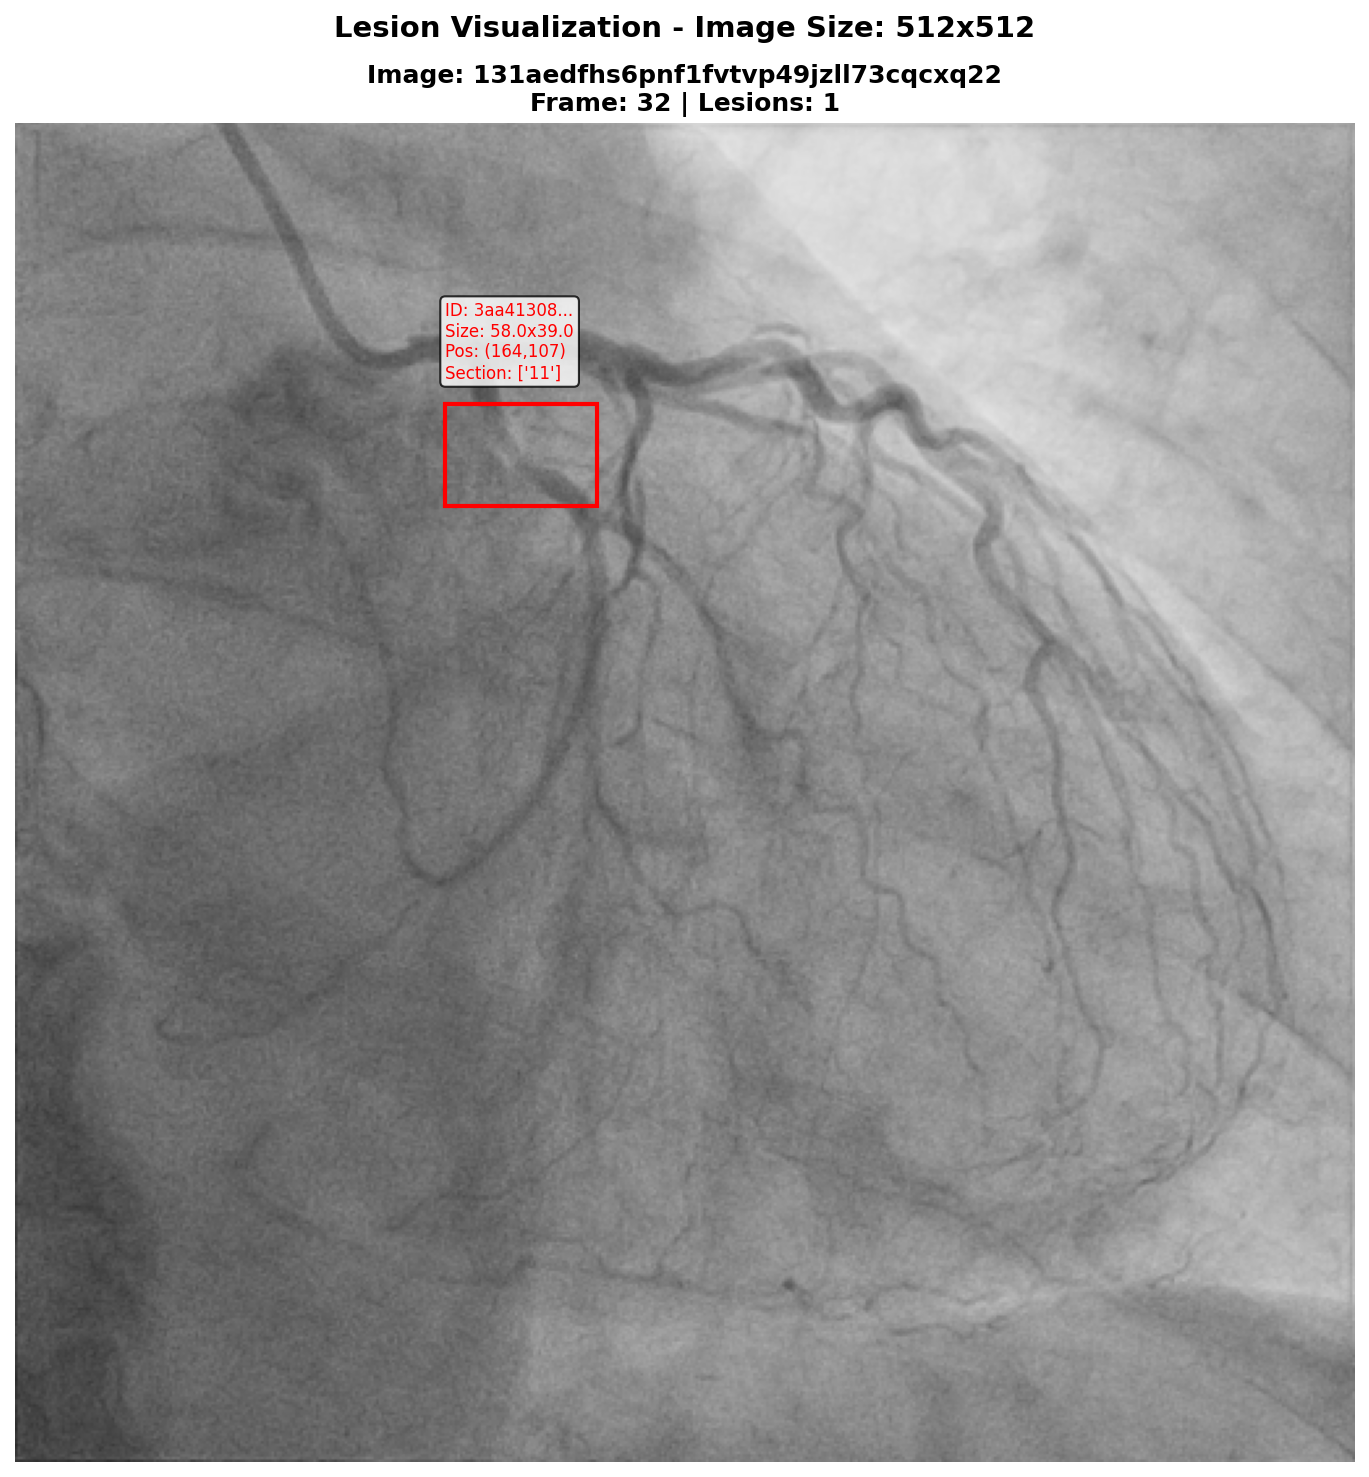 Lesion Visualization - Image Size: 512x512
Image: 131aedfhs6pnf1fvtvp49jzll73cqcxq22
Frame: 32 | Lesions: 1
ID: 3aa41308...
Size: 58.0x39.0
Pos: (164,107)
Section: ['11']